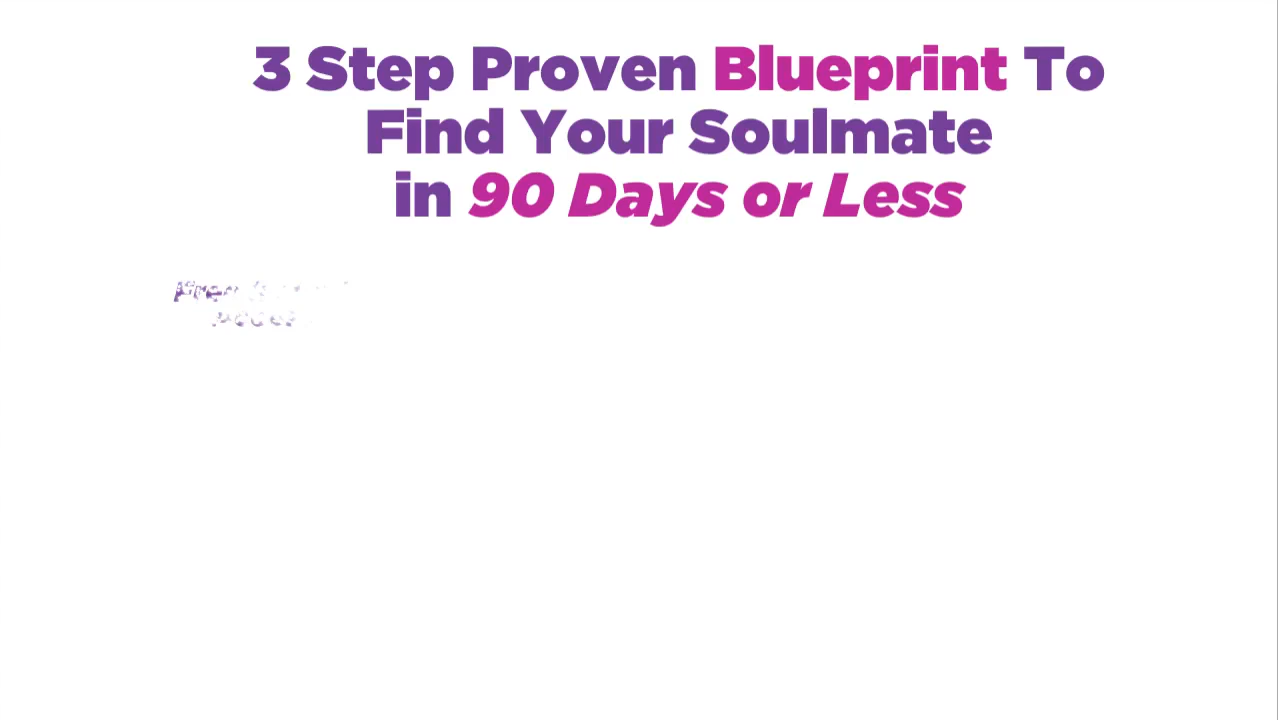 3 Step Proven Blueprint To
Find Your Soulmate
in 90 Days or Less